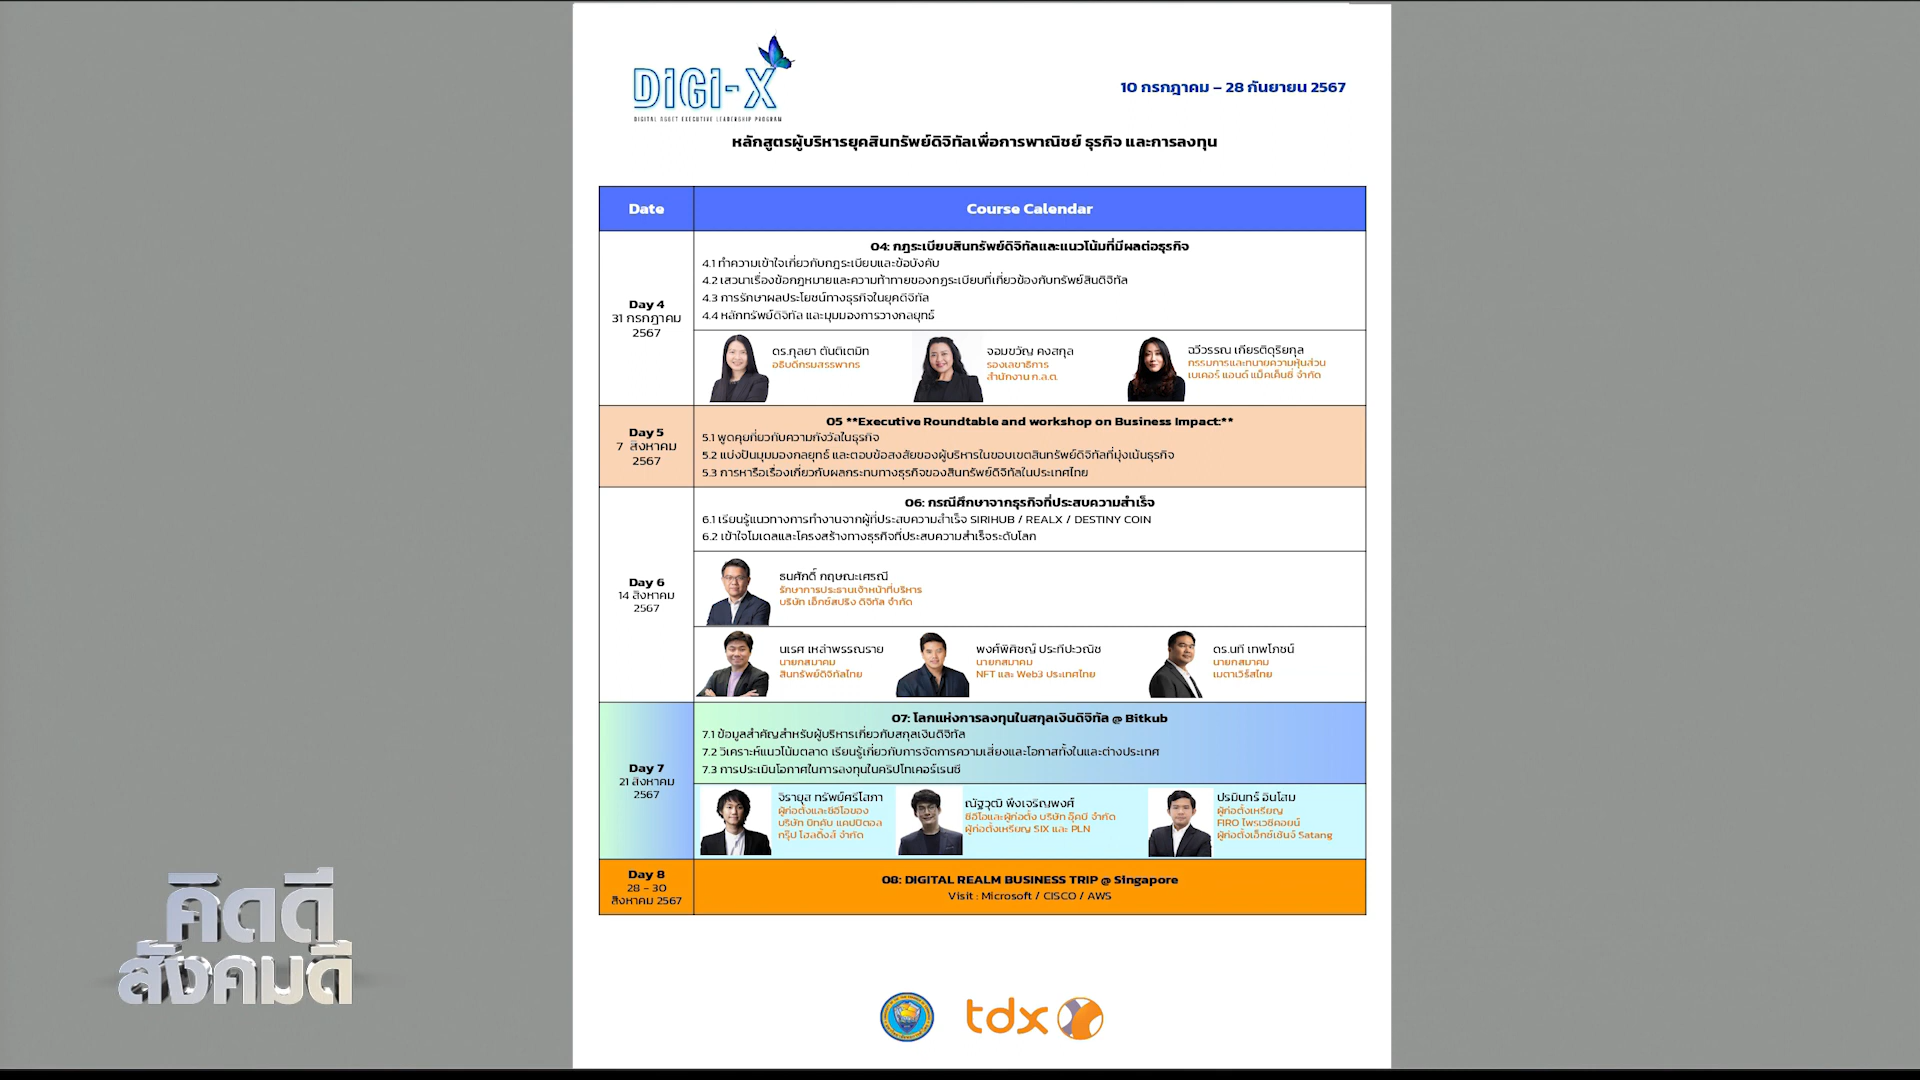 DIGI-X
DIGITAL ASSET EXECUTIVE LEADERSHIP PROGRAM
10 กรกฎาคม – 28 กันยายน 2567
หลักสูตรผู้บริหารยุคสินทรัพย์ดิจิทัลเพื่อการพาณิชย์ ธุรกิจ และการลงทุน
Date
Course Calendar
Day 4
31 กรกฎาคม
2567
04: กฎระเบียบสินทรัพย์ดิจิทัลและแนวโน้มที่มีผลต่อธุรกิจ
4.1 ทำความเข้าใจเกี่ยวกับกฎระเบียบและข้อบังคับ
4.2 เสวนาเรื่องข้อกฎหมายและความท้าทายของกฎระเบียบที่เกี่ยวข้องกับทรัพย์สินดิจิทัล
4.3 การรักษาผลประโยชน์ทางธุรกิจในยุคดิจิทัล
4.4 หลักทรัพย์ดิจิทัล และมุมมองการวางกลยุทธ์
ดร.กุลยา ตันติเตมิท
อธิบดีกรมสรรพากร
จอมขวัญ คงสกุล
รองเลขาธิการ
สำนักงาน ก.ล.ต.
ฉวีวรรณ เกียรติดุริยกุล
กรรมการและทนายความหุ้นส่วน
เบเคอร์ แอนด์ แม็คเค็นซี่ จำกัด
Day 5
7 สิงหาคม
2567
05 **Executive Roundtable and workshop on Business Impact:**
5.1 พูดคุยกี่ยวกับความกังวัลในธุรกิจ
5.2 แบ่งปันมุมมองกลยุทธ์ และตอบข้อสงสัยของผู้บริหารในขอบเขตสินทรัพย์ดิจิทัลที่มุ่งเน้นธุรกิจ
5.3 การหารือเรื่องเกี่ยวกับผลกระทบทางธุรกิจของสินทรัพย์ดิจิทัลในประเทศไทย
Day 6
14 สิงหาคม
2567
06: กรณีศึกษาจากธุรกิจที่ประสบความสำเร็จ
6.1 เรียนรู้แนวทางการทำงานจากผู้ที่ประสบความสำเร็จ SIRIHUB / REALX / DESTINY COIN
6.2 เข้าใจโมเดลและโครงสร้างทางธุรกิจที่ประสบความสำเร็จระดับโลก
ธนศักดิ์ กฤษณะเศรณี
รักษาการประธานเจ้าหน้าที่บริหาร
บริษัท เอ็กซ์สปริง ดิจิทัล จำกัด
นเรศ เหล่าพรรณราย
นายกสมาคม
สินทรัพย์ดิจิทัลไทย
พงศ์พิศิชญ์ ประทีปะวณิช
นายกสมาคม
NFT และ Web3 ประเทศไทย
ดร.นที เทพโภชน์
นายกสมาคม
เมตาเวิร์สไทย
Day 7
21 สิงหาคม
2567
07: โลกแห่งการลงทุนในสกุลเงินดิจิทัล @ Bitkub
7.1 ข้อมูลสำคัญสำหรับผู้บริหารเกี่ยวกับสกุลเงินดิจิทัล
7.2 วิเคราะห์แนวโน้มตลาด เรียนรู้เกี่ยวกับการจัดการความเสี่ยงและโอกาสทั้งในและต่างประเทศ
7.3 การประเมินโอกาสในการลงทุนในคริปโทเคอร์เรนซี
จิรายุส ทรัพย์ศรีโสภา
ผู้ก่อตั้งและซีอีโอของ
บริษัท บิทคับ แคปปิตอล
กรุ๊ป โฮลดิ้งส์ จำกัด
ณัฐวุฒิ พึงเจริญพงศ์
ซีอีโอและผู้ก่อตั้ง บริษัท อุ๊คบี จำกัด
ผู้ก่อตั้งเหรียญ SIX และ PLN
ปรมินทร์ อินโสม
ผู้ก่อตั้งเหรียญ
FIRO ไพรเวซีคอยน์
ผู้ก่อตั้งเอ็กซ์เช้นจ์ Satang
Day 8
28 - 30
สิงหาคม 2567
08: DIGITAL REALM BUSINESS TRIP @ Singapore
Visit : Microsoft / CISCO / AWS
คิดดี
สังคมดี
tdx